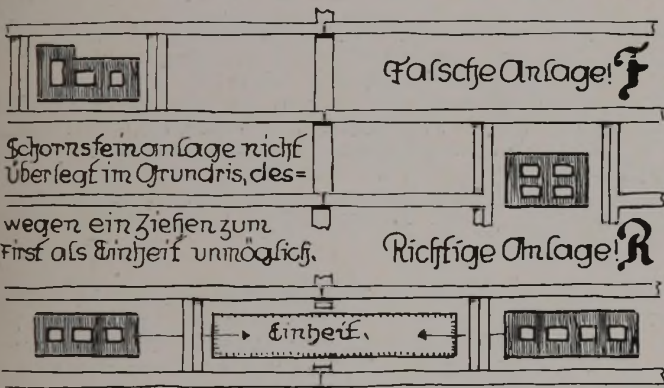 Falsche Anlage! F
Schornsteinanlage nicht
überlegt im Grundris, des=
wegen ein Ziehen zum
First als Einheit unmöglich.
Richtige Anlage! R
Einheit.